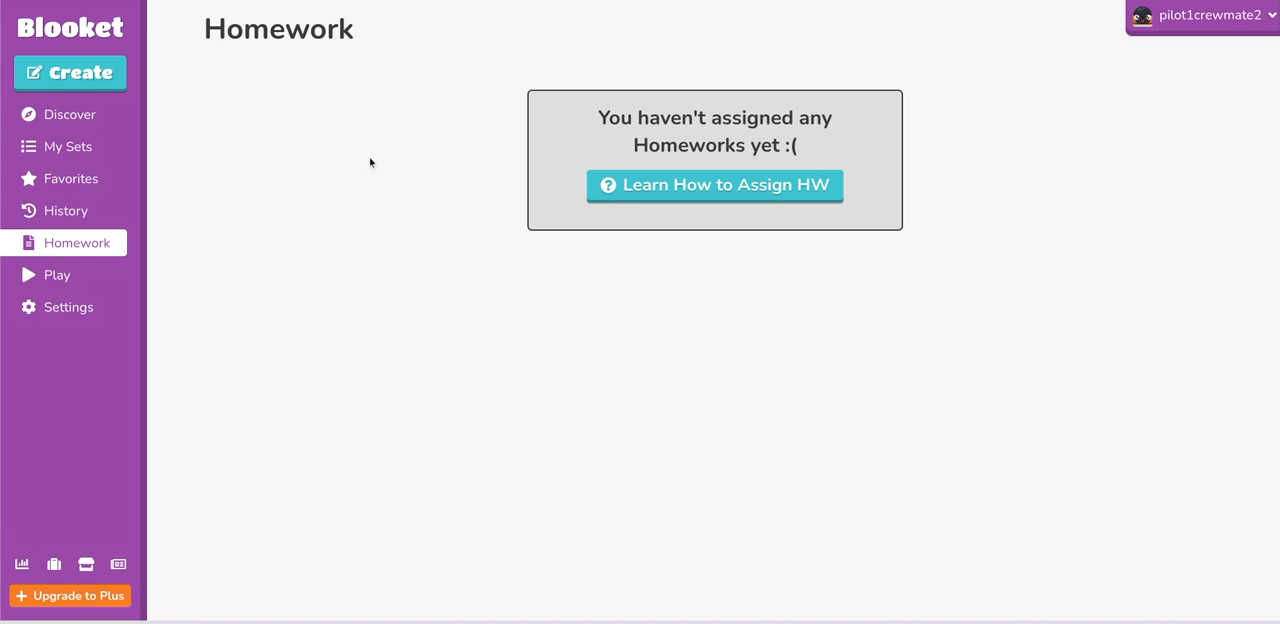 Blooket
Create
Discover
My Sets
Favorites
History
Homework
Play
Settings
Upgrade to Plus
Homework
pilot1crewmate2
You haven't assigned any
Homeworks yet :(
Learn How to Assign HW